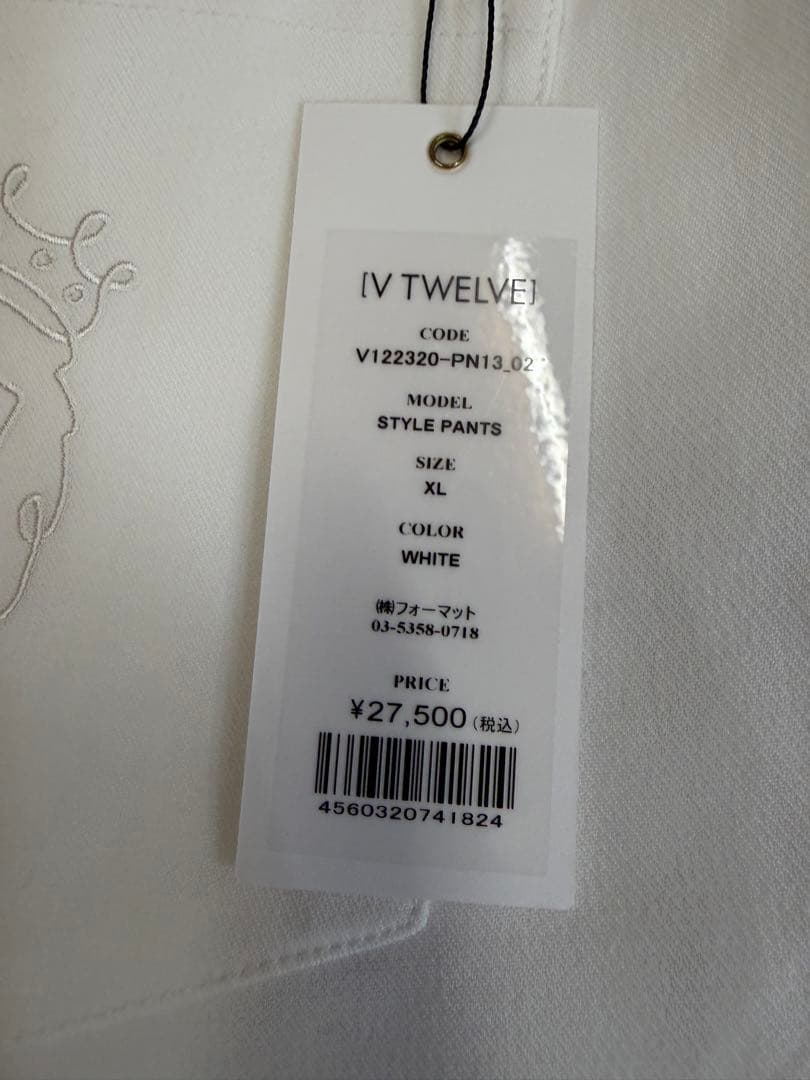 [V TWELVE]
CODE
V122320-PN13_02
MODEL
STYLE PANTS
SIZE
XL
COLOR
WHITE
㈱フォーマット
03-5358-0718
PRICE
¥27,500(税込)
4560320741824